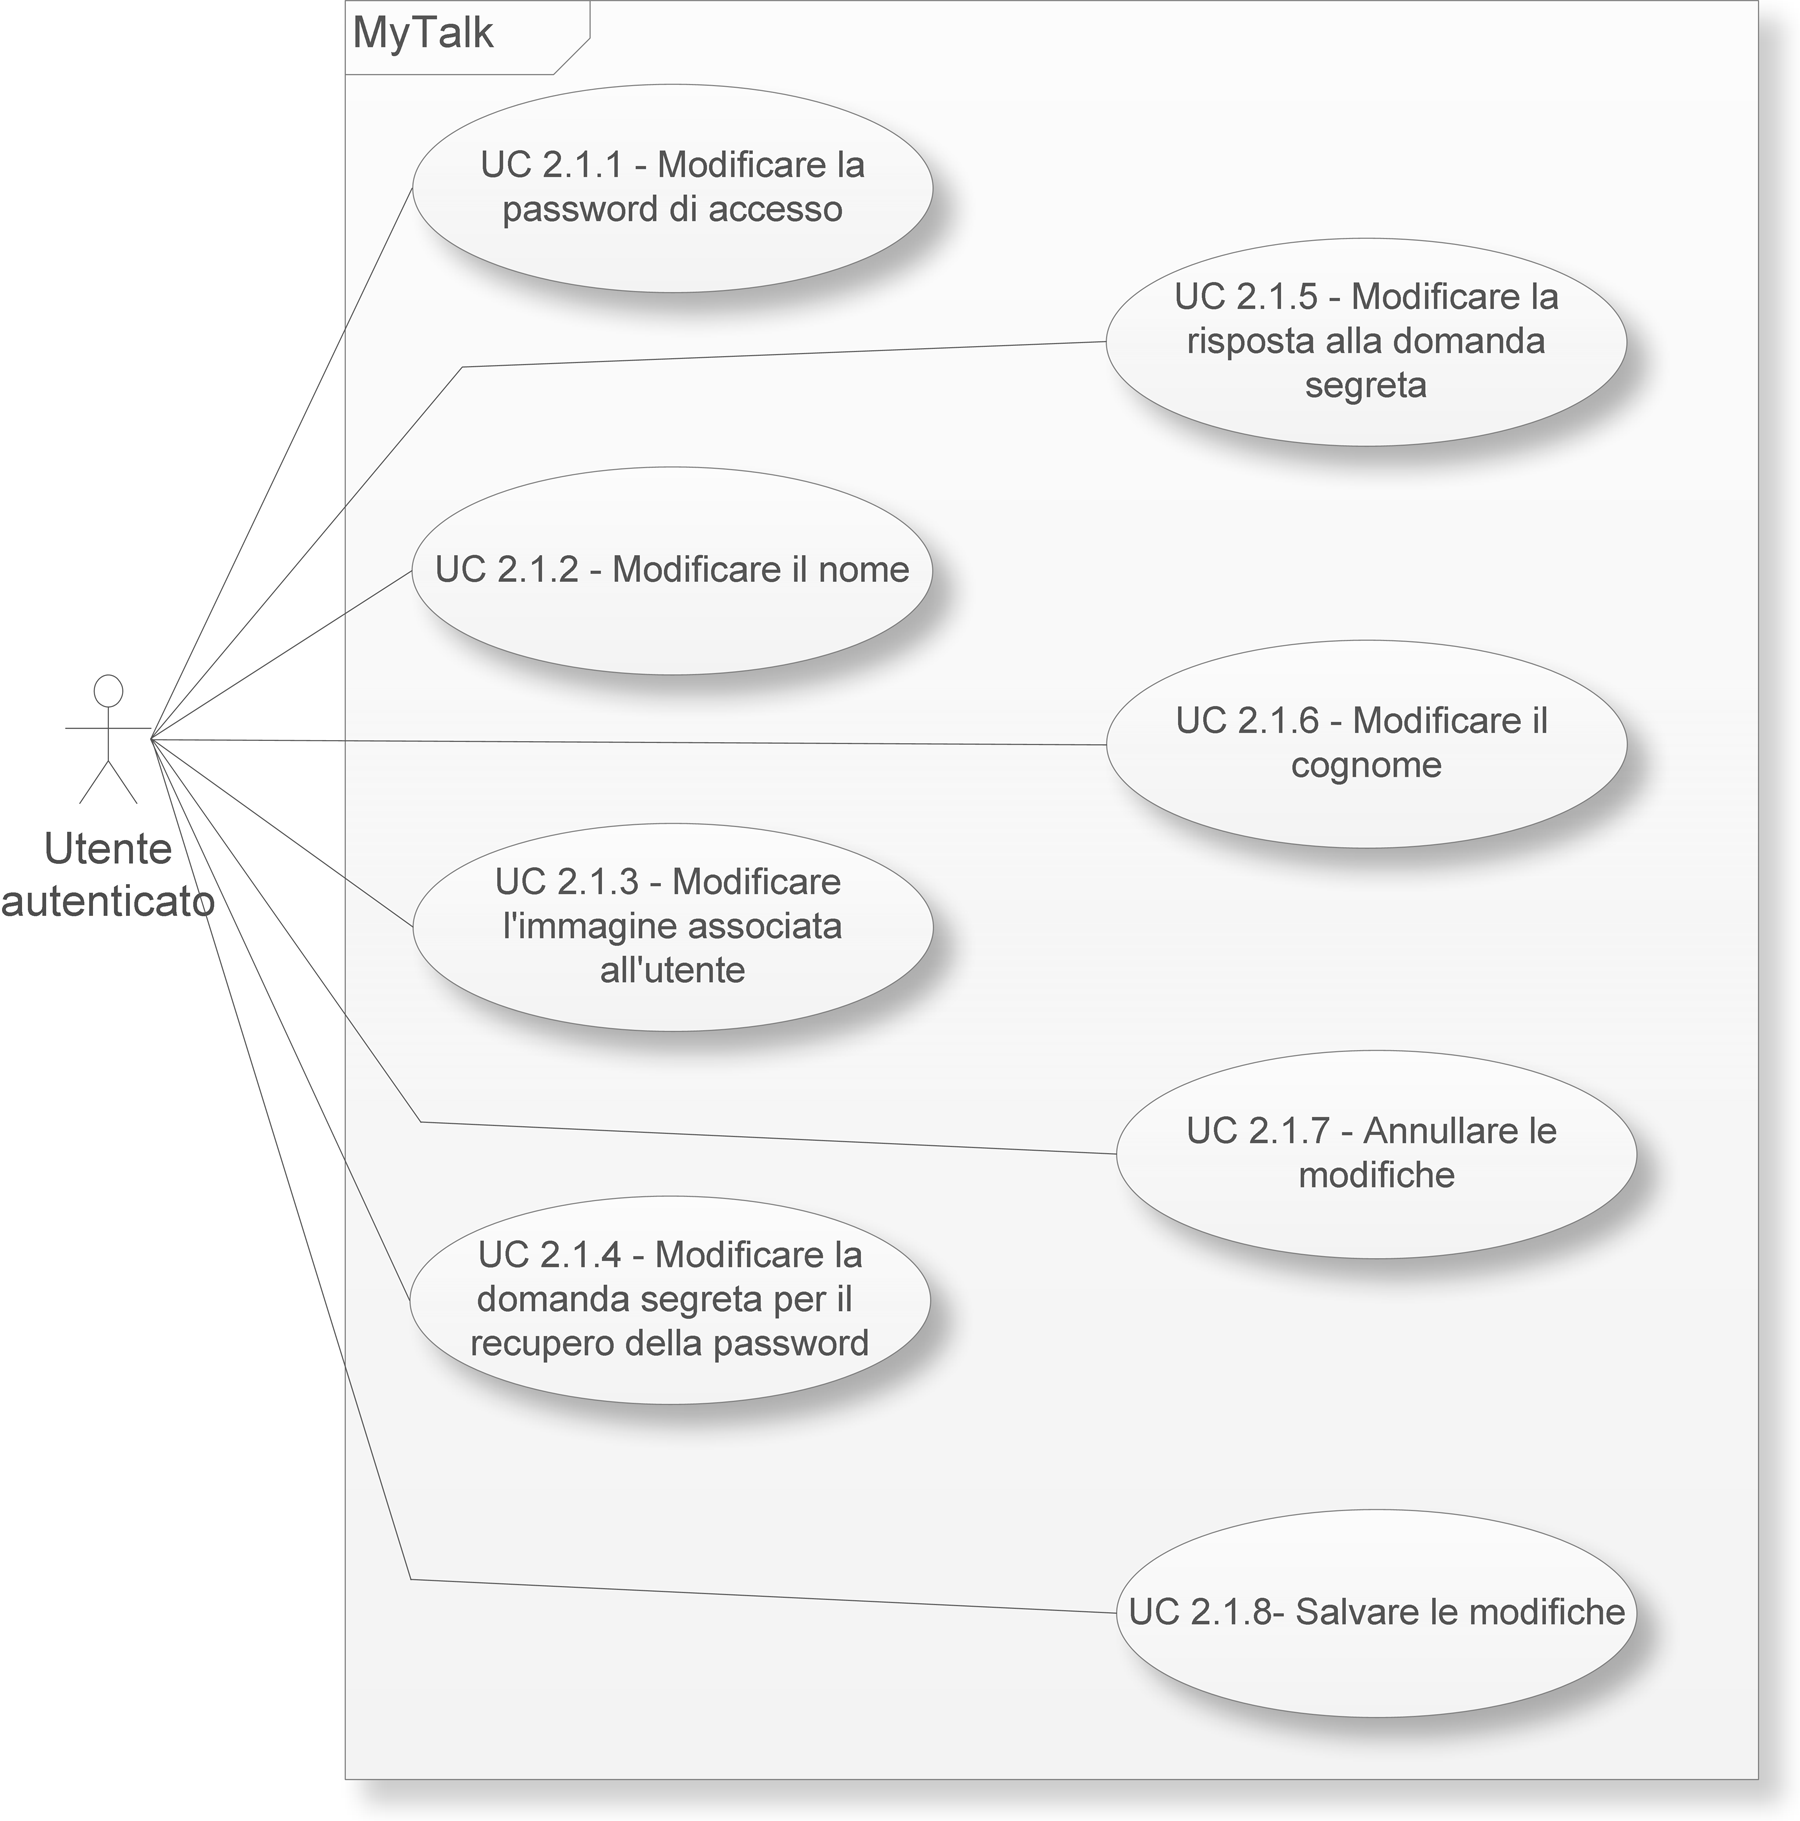 MyTalk
UC 2.1.1 - Modificare la
password di accesso
UC 2.1.5 - Modificare la
risposta alla domanda
segreta
UC 2.1.2 - Modificare il nome
UC 2.1.6 - Modificare il
cognome
Utente
autenticato
UC 2.1.3 - Modificare
l'immagine associata
all'utente
UC 2.1.7 - Annullare le
modifiche
UC 2.1.4 - Modificare la
domanda segreta per il
recupero della password
UC 2.1.8- Salvare le modifiche